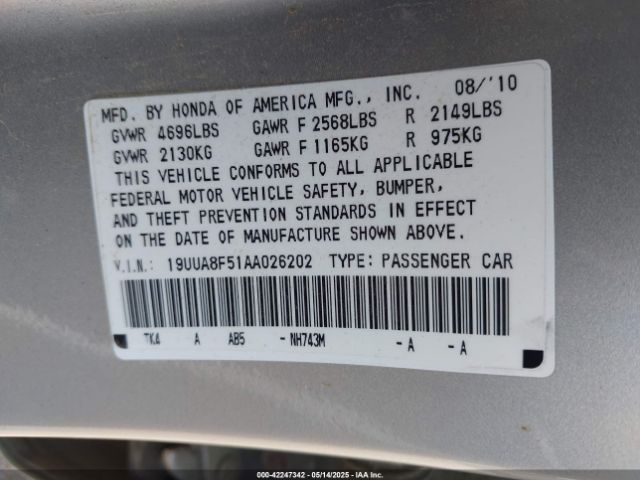 MFD. BY HONDA OF AMERICA MFG., INC. 08/'10
GVWR 4696LBS GAWR F 2568LBS R 2149LBS
GVWR 2130KG GAWR F 1165KG R 975KG
THIS VEHICLE CONFORMS TO ALL APPLICABLE
FEDERAL MOTOR VEHICLE SAFETY, BUMPER,
AND THEFT PREVENTION STANDARDS IN EFFECT
ON THE DATE OF MANUFACTURE SHOWN ABOVE.
V.I.N.: 19UUA8F51AA026202 TYPE: PASSENGER CAR
TK4 A AB5 - NH743M - A - A
000-42247342 - 05/14/2025 - IAA Inc.